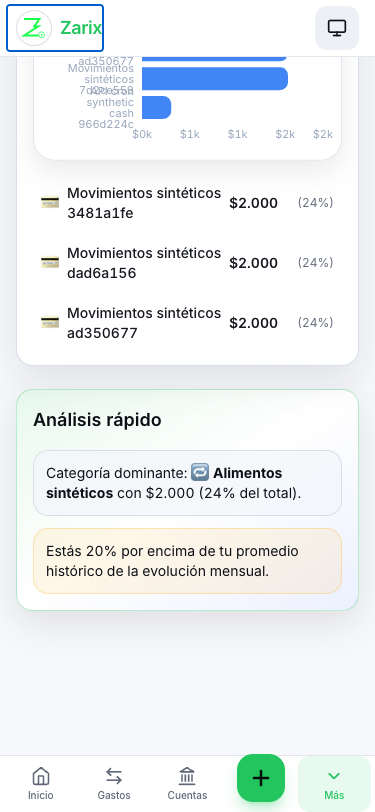 Zarix
ad350677
Movimientos
sintéticos
synthetic
cash
966d224c
$0k $1k $1k $2k $2k
Movimientos sintéticos
3481a1fe
$2.000 (24%)
Movimientos sintéticos
dad6a156
$2.000 (24%)
Movimientos sintéticos
ad350677
$2.000 (24%)
Análisis rápido
Categoría dominante: Alimentos
sintéticos con $2.000 (24% del total).
Estás 20% por encima de tu promedio
histórico de la evolución mensual.
Inicio
Gastos
Cuentas
Más